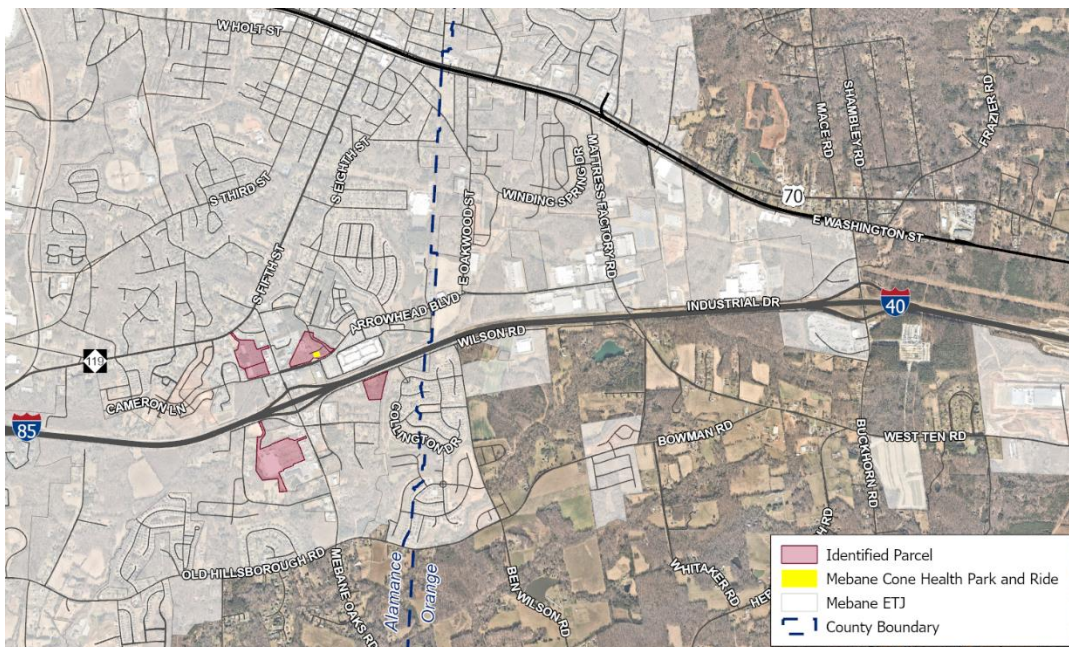 W HOLT ST
S EIGHTH ST
S THIRD ST
S FIFTH ST
WINDING SPRING DR
MATTRESS FACTORY RD
E OAKWOOD ST
MACE RD
SHAMBLEY RD
FRAZIER RD
70
E WASHINGTON ST
ARROWHEAD BLVD
WILSON RD
INDUSTRIAL DR
40
119
CAMERON LN
85
COLLINGTON DR
BOWMAN RD
WEST TEN RD
BUCKHORN RD
OLD HILLSBOROUGH RD
MEBANE OAKS RD
Alamance
Orange
BEN WILSON RD
WHITAKER RD
Identified Parcel
Mebane Cone Health Park and Ride
Mebane ETJ
County Boundary